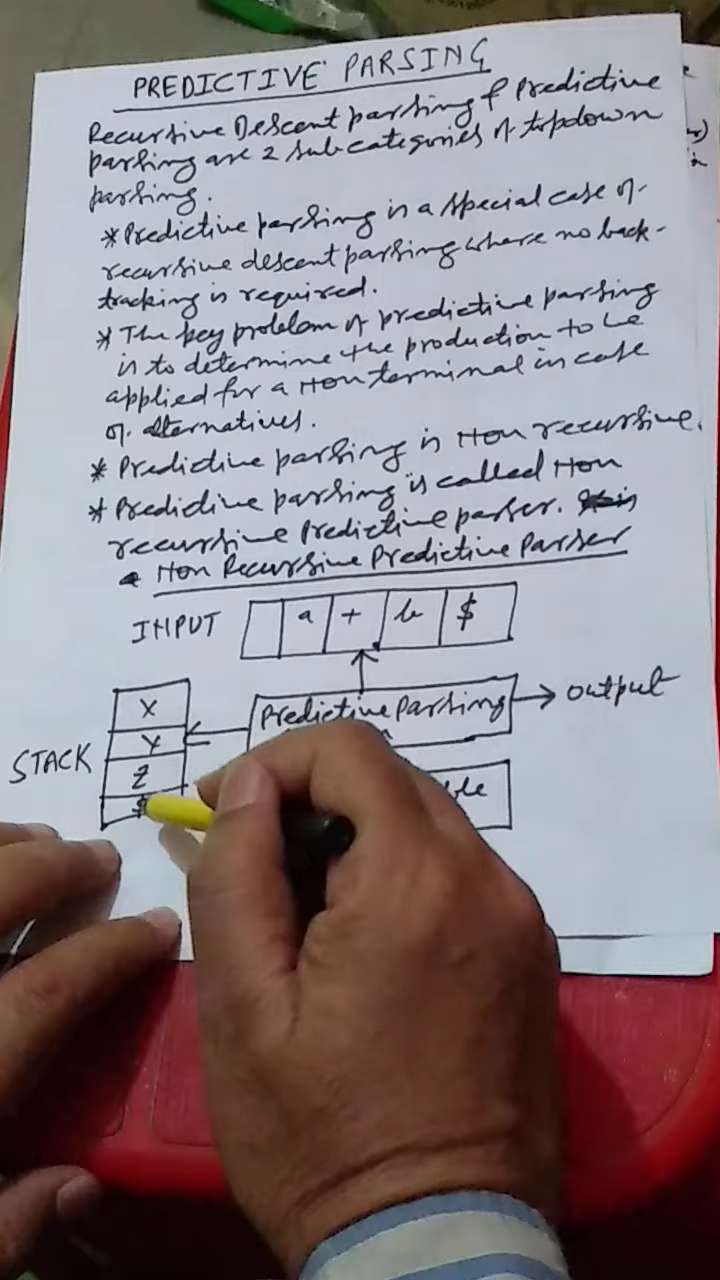 PREDICTIVE PARSING
Recursive Descent parsing & Predictive
parsing are 2 subcategories of topdown
parsing.
* Predictive parsing is a special case of
recursive descent parsing where no back-
tracking is required.
* The key problem of predictive parsing
is to determine the production to be
applied for a Non terminal in case
of alternatives.
* Predictive parsing is Non recursive.
* Predictive parsing is called Non
recursive Predictive parser.
Non Recursive Predictive Parser
INPUT a + b $
Predictive Parsing
output
STACK
X
Y
Z
$